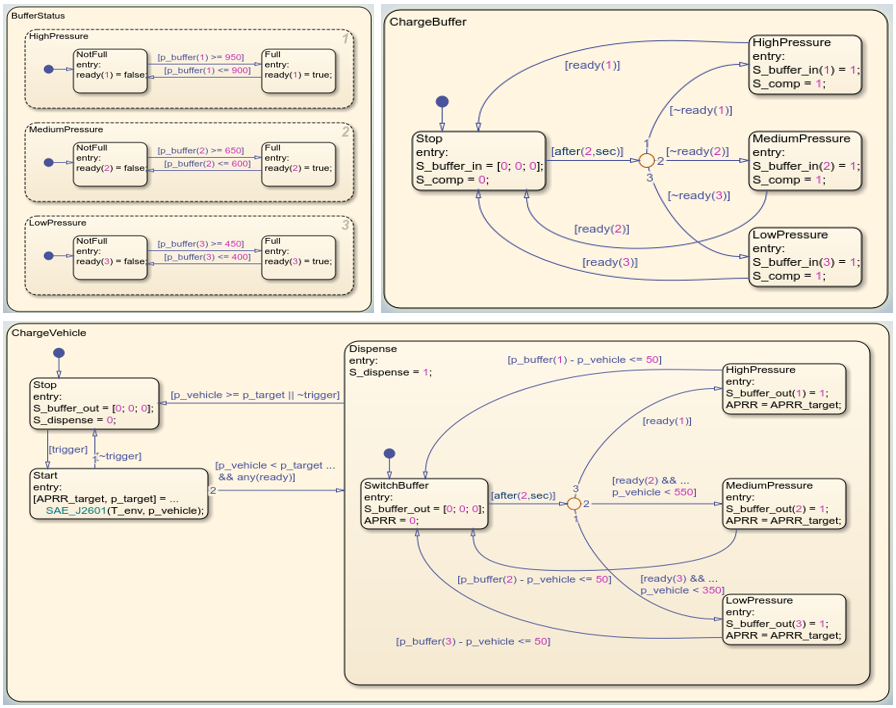 BufferStatus
HighPressure
1
NotFull
entry:
ready(1) = false;
[p_buffer(1) >= 950]
[p_buffer(1) <= 900]
Full
entry:
ready(1) = true;
MediumPressure
2
NotFull
entry:
ready(2) = false;
[p_buffer(2) >= 650]
[p_buffer(2) <= 600]
Full
entry:
ready(2) = true;
LowPressure
3
NotFull
entry:
ready(3) = false;
[p_buffer(3) >= 450]
[p_buffer(3) <= 400]
Full
entry:
ready(3) = true;
ChargeBuffer
Stop
entry:
S_buffer_in = [0; 0; 0];
S_comp = 0;
[after(2,sec)]
1
2
3
[ready(1)]
[~ready(1)]
[~ready(2)]
[~ready(3)]
[ready(2)]
[ready(3)]
HighPressure
entry:
S_buffer_in(1) = 1;
S_comp = 1;
MediumPressure
entry:
S_buffer_in(2) = 1;
S_comp = 1;
LowPressure
entry:
S_buffer_in(3) = 1;
S_comp = 1;
ChargeVehicle
Stop
entry:
S_buffer_out = [0; 0; 0];
S_dispense = 0;
[p_vehicle >= p_target || ~trigger]
[trigger]
1
[~trigger]
Start
entry:
[APRR_target, p_target] = ...
SAE_J2601(T_env, p_vehicle);
2
[p_vehicle < p_target ...
&& any(ready)]
Dispense
entry:
S_dispense = 1;
SwitchBuffer
entry:
S_buffer_out = [0; 0; 0];
APRR = 0;
[after(2,sec)]
3
2
1
[p_buffer(1) - p_vehicle <= 50]
[ready(1)]
[ready(2) && ...
p_vehicle < 550]
[p_buffer(2) - p_vehicle <= 50]
[ready(3) && ...
p_vehicle < 350]
[p_buffer(3) - p_vehicle <= 50]
HighPressure
entry:
S_buffer_out(1) = 1;
APRR = APRR_target;
MediumPressure
entry:
S_buffer_out(2) = 1;
APRR = APRR_target;
LowPressure
entry:
S_buffer_out(3) = 1;
APRR = APRR_target;